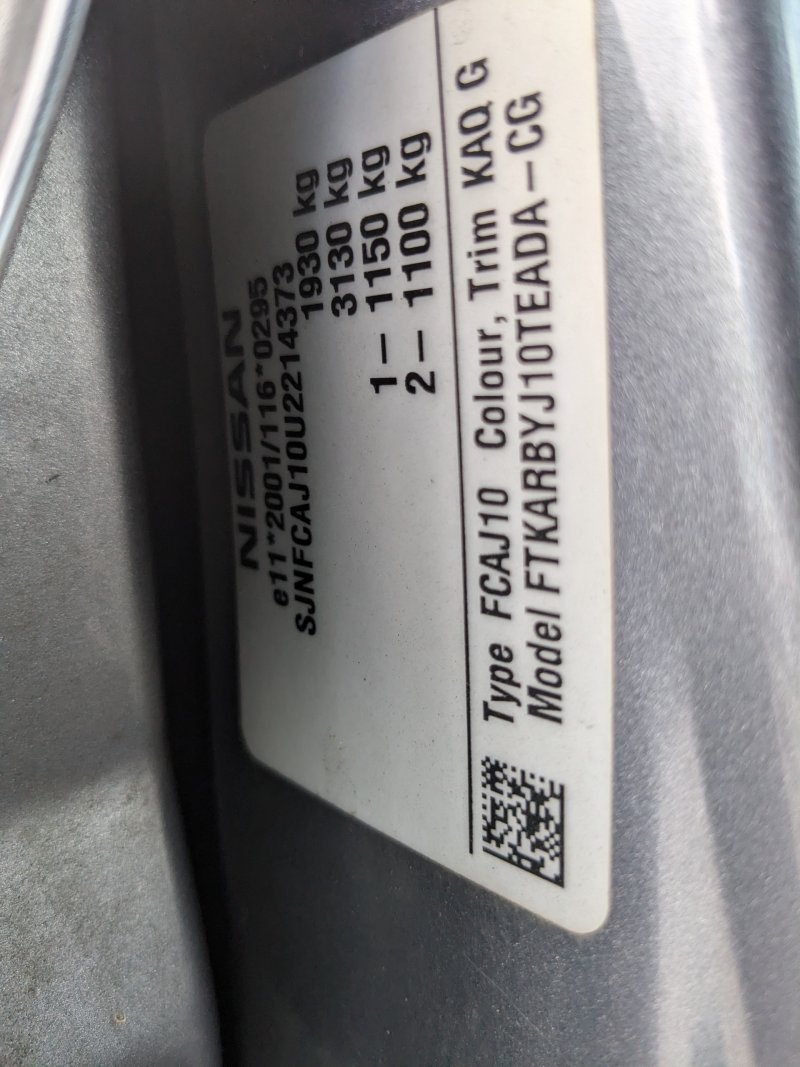 NISSAN
e11*2001/116*0295
SJNFCAJ10U2214373
1930 kg
3130 kg
1 – 1150 kg
2 – 1100 kg
Type FCAJ10 Colour, Trim KAQ G
Model FTKARBYJ10TEADA – CG